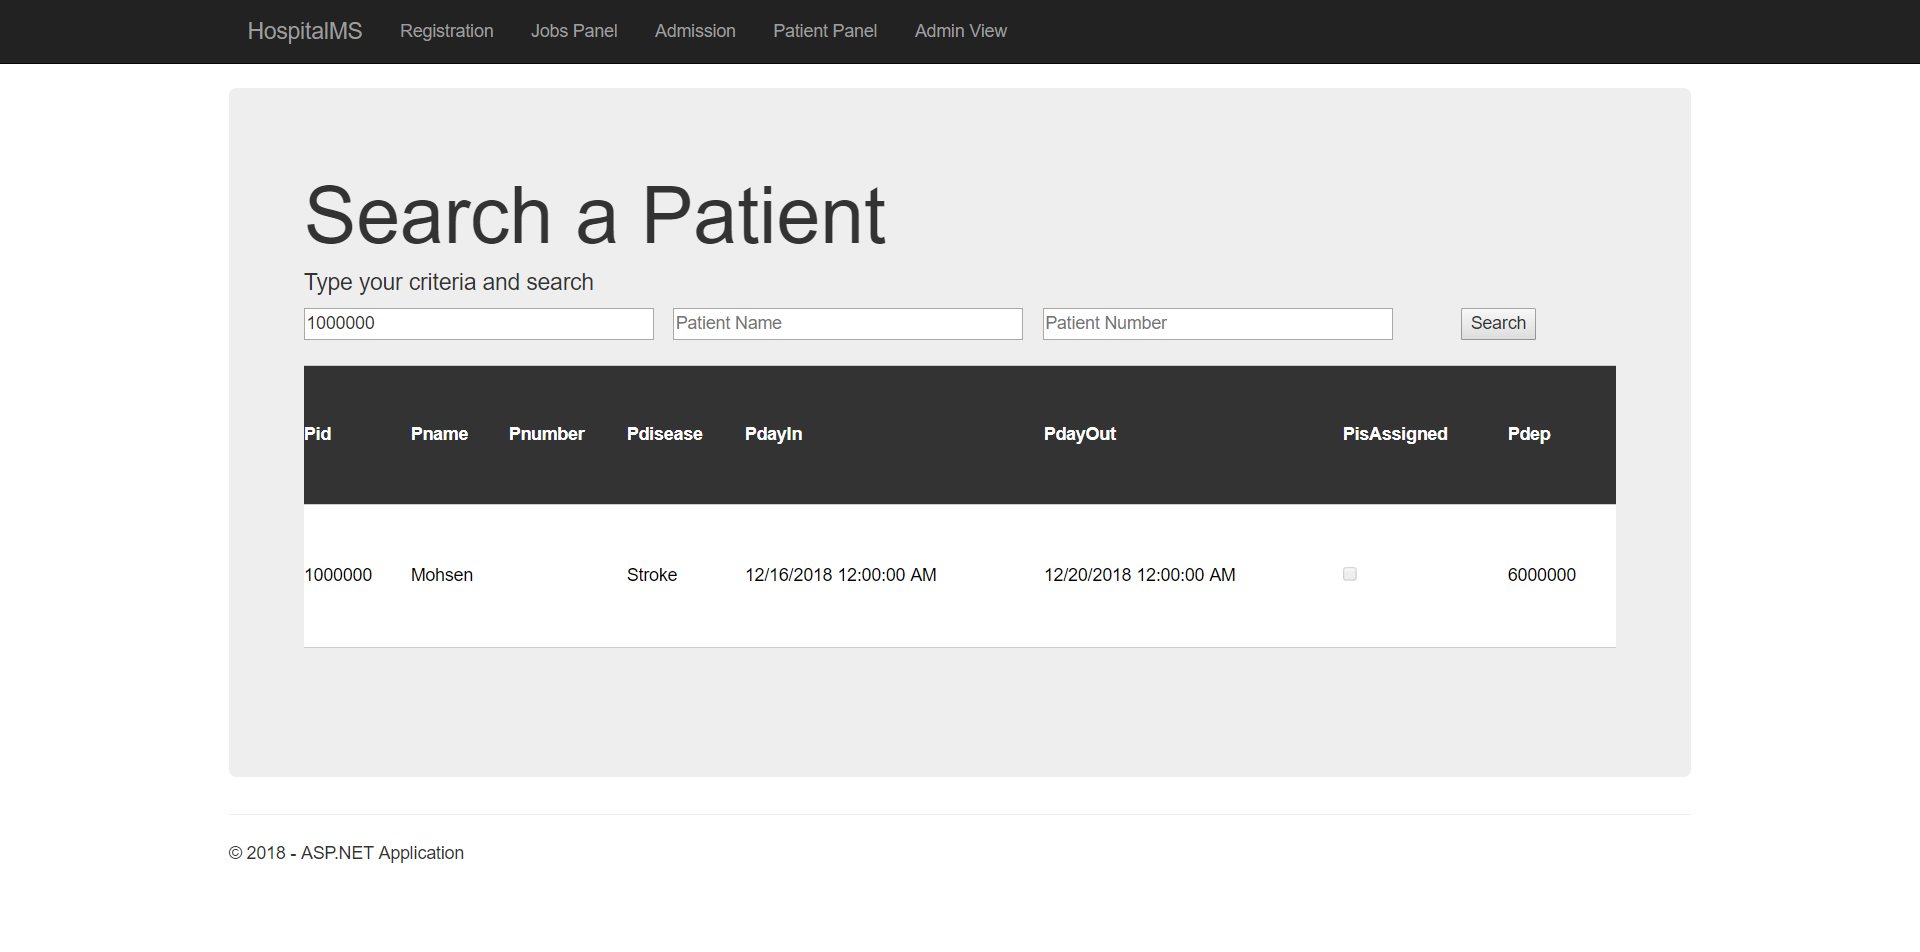 HospitalMS Registration Jobs Panel Admission Patient Panel Admin View
Search a Patient
Type your criteria and search
1000000 Patient Name Patient Number Search
Pid Pname Pnumber Pdisease PdayIn PdayOut PisAssigned Pdep
1000000 Mohsen Stroke 12/16/2018 12:00:00 AM 12/20/2018 12:00:00 AM 6000000
© 2018 - ASP.NET Application